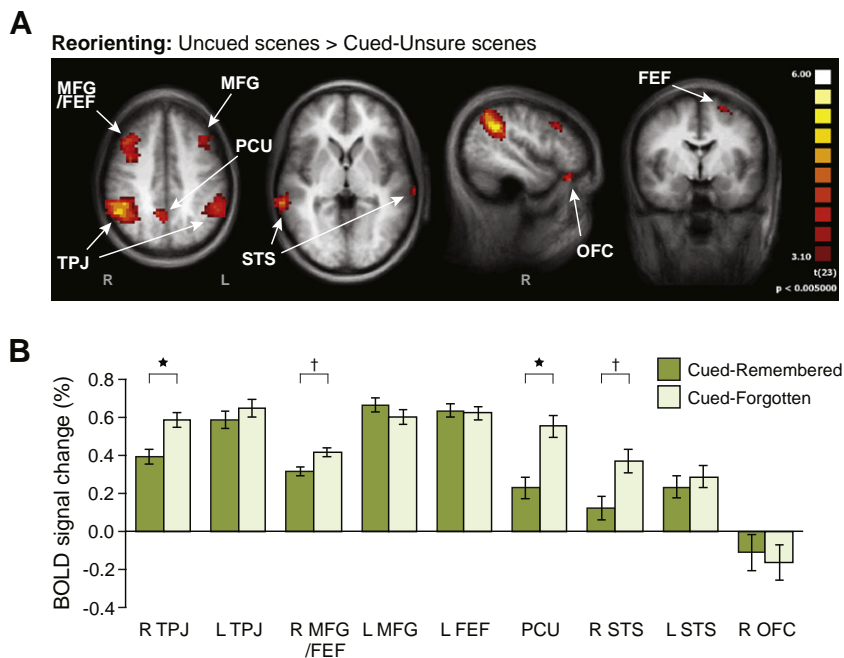 A
Reorienting: Uncued scenes > Cued-Unsure scenes
MFG
/FEF
MFG
PCU
TPJ
R
L
STS
OFC
R
FEF
6.00
3.10
t(23)
p < 0.005000
B
★
†
★
†
Cued-Remembered
Cued-Forgotten
BOLD signal change (%)
0.8
0.6
0.4
0.2
0.0
-0.2
-0.4
R TPJ
L TPJ
R MFG
/FEF
L MFG
L FEF
PCU
R STS
L STS
R OFC